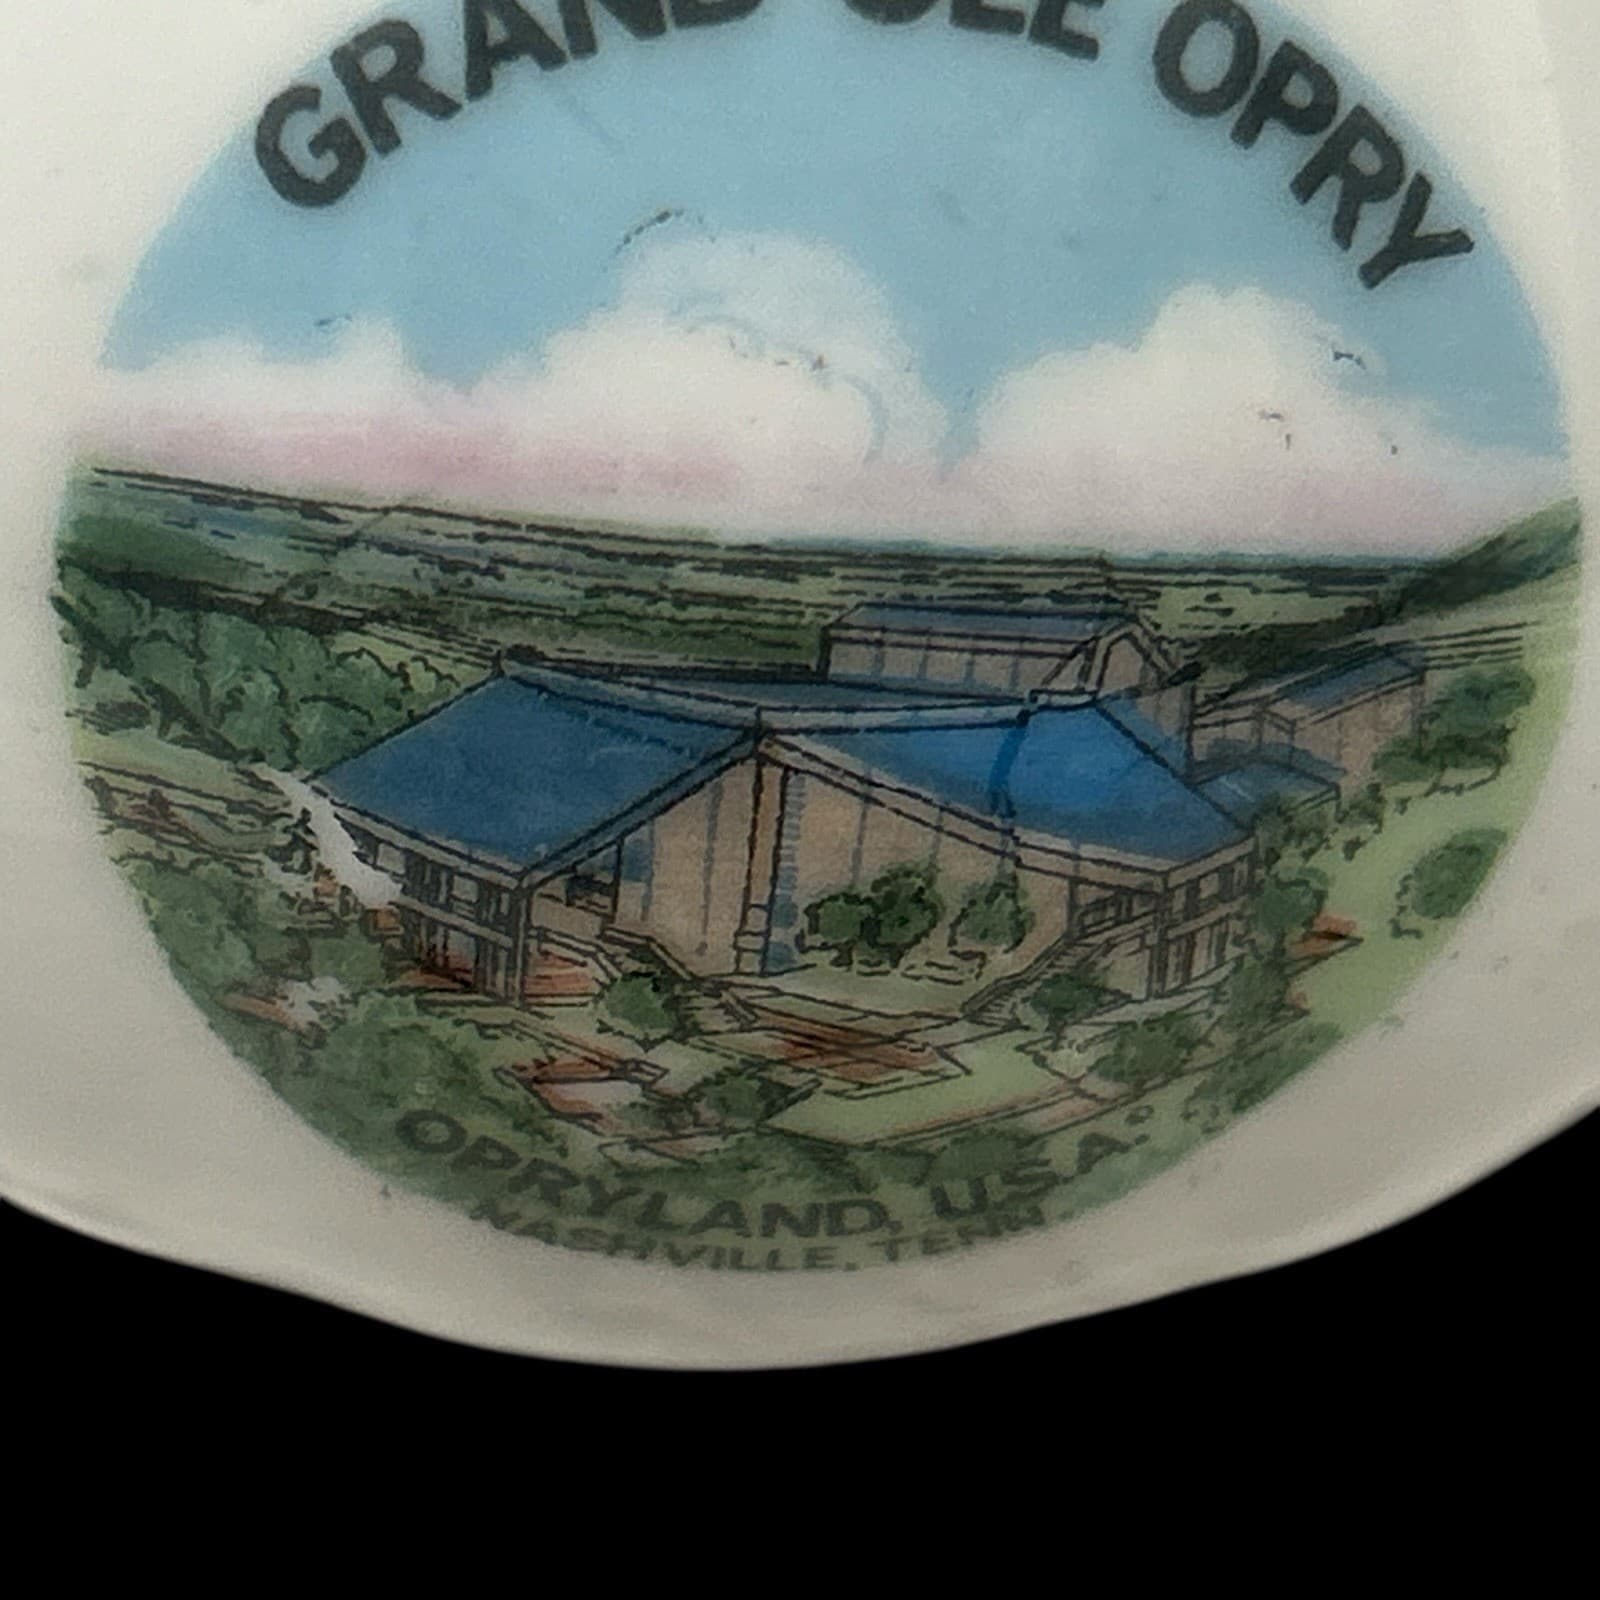 GRAND OLE OPRY
OPRYLAND, U.S.A.
NASHVILLE, TENN.